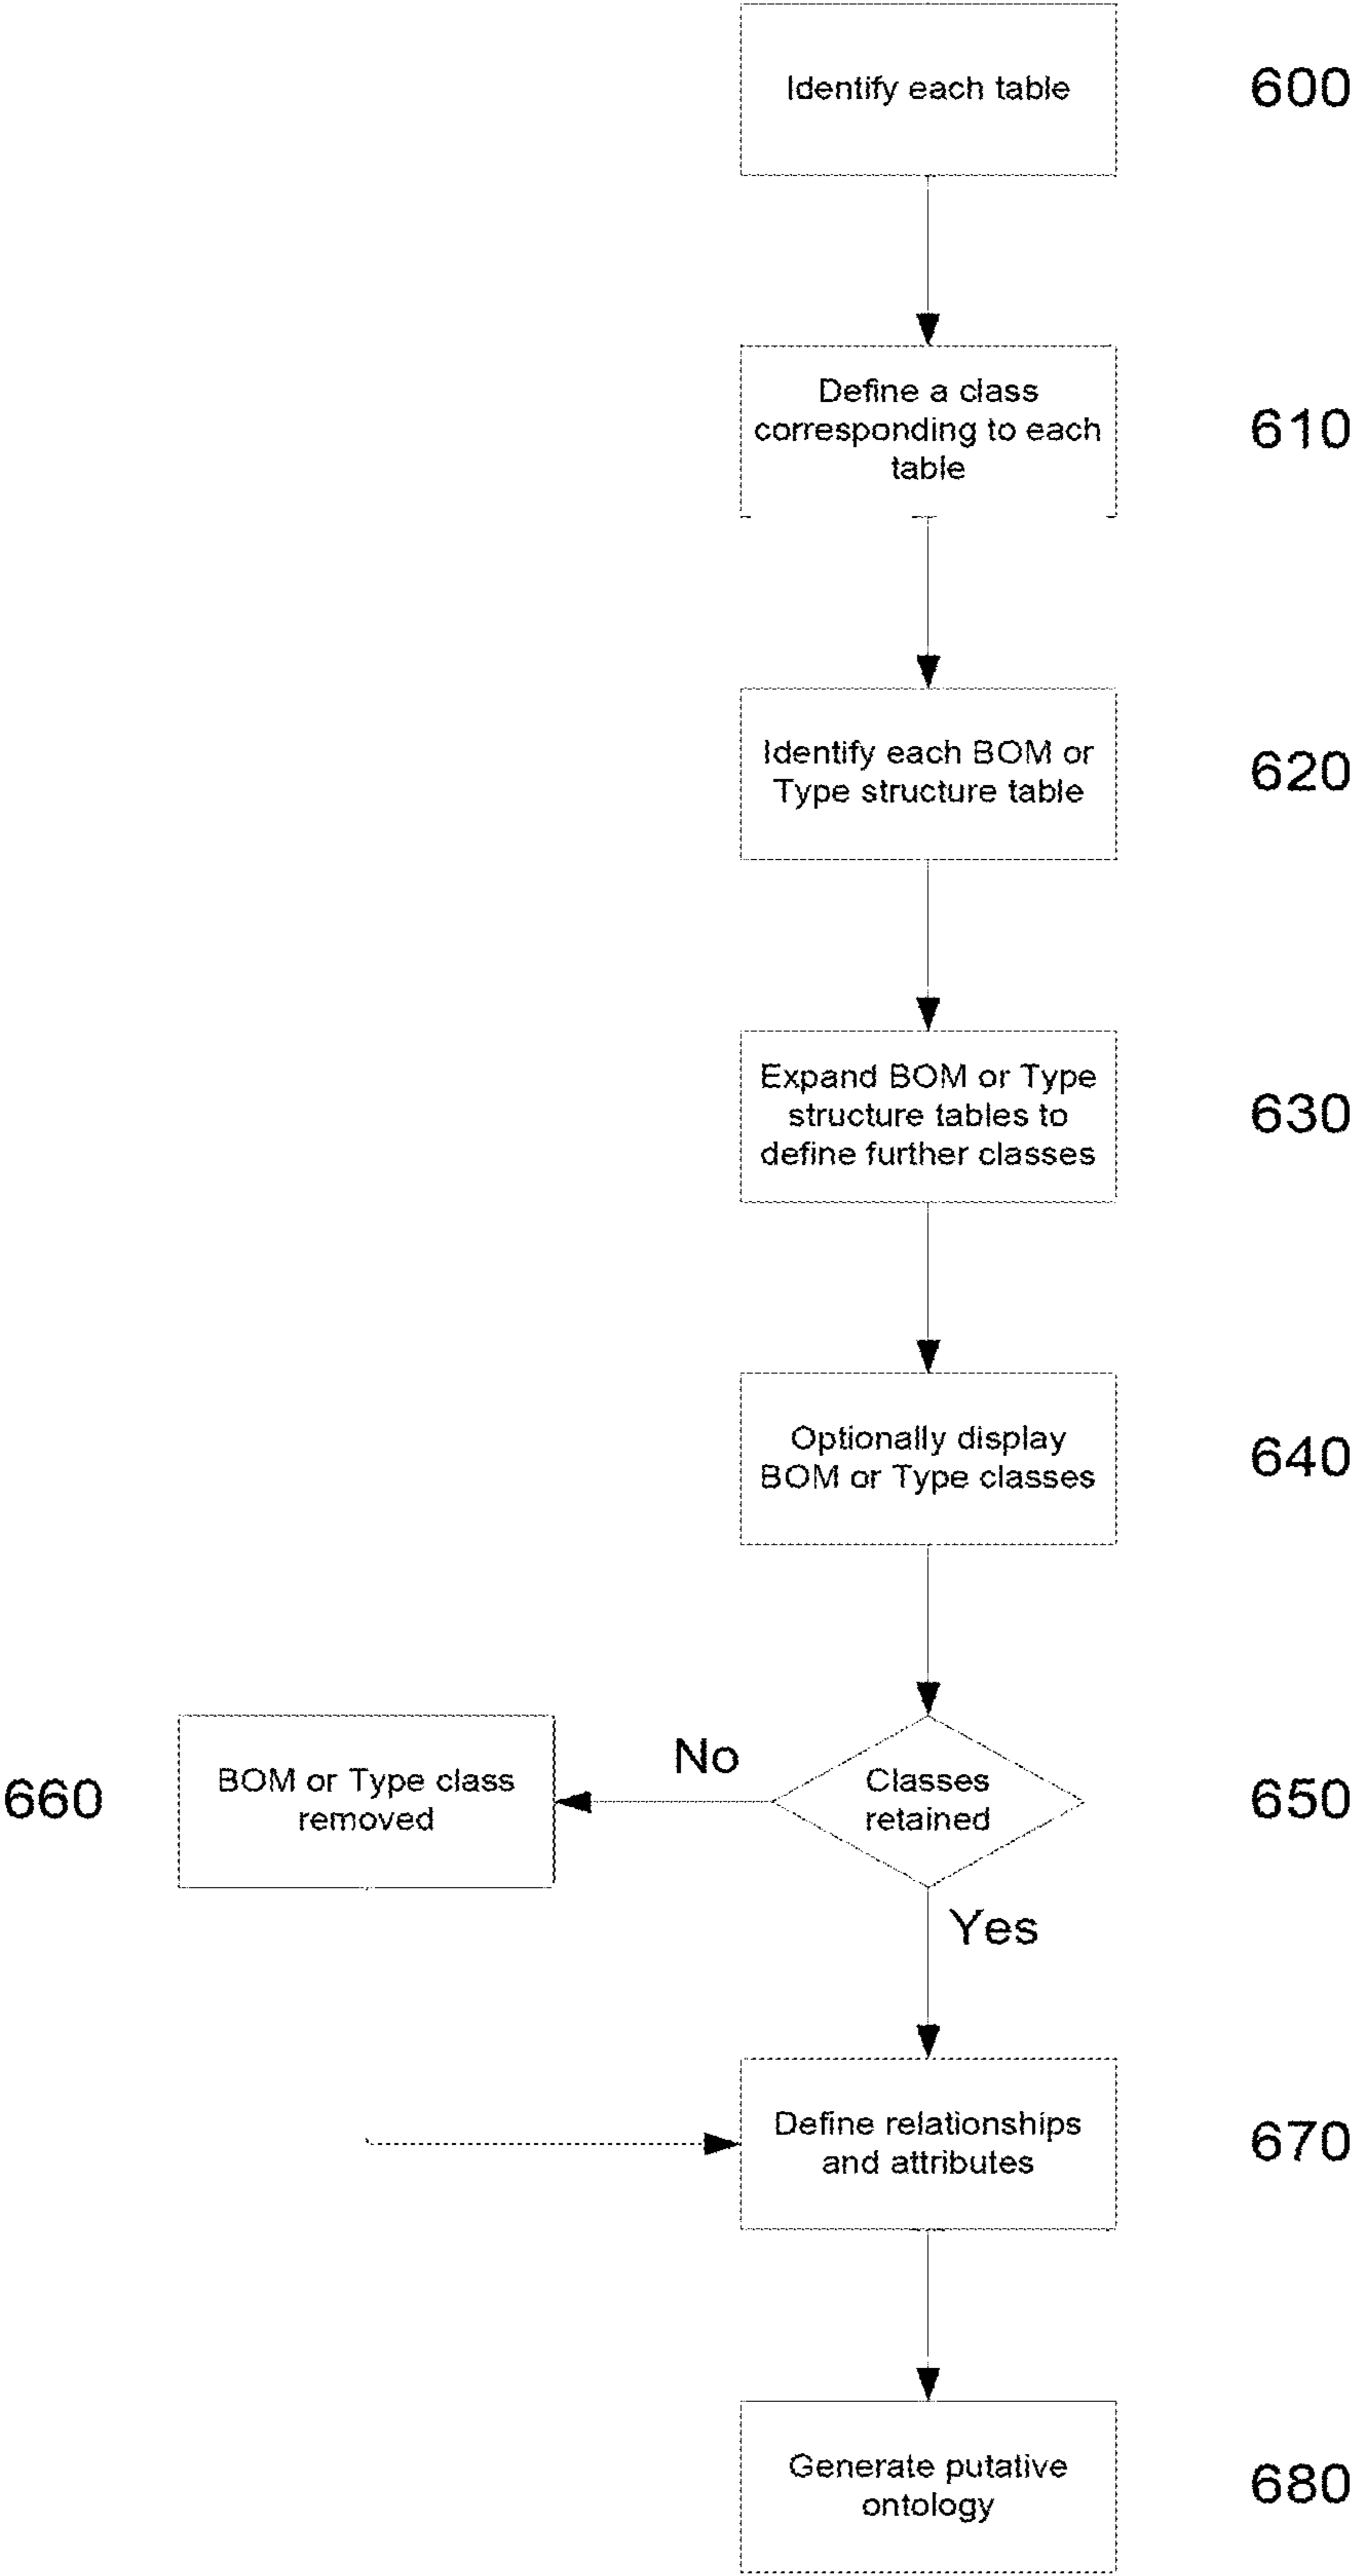 Identify each table
600
Define a class
corresponding to each
table
610
Identify each BOM or
Type structure table
620
Expand BOM or Type
structure tables to
define further classes
630
Optionally display
BOM or Type classes
640
660
BOM or Type class
removed
No
Classes
retained
650
Yes
Define relationships
and attributes
670
Generate putative
ontology
680